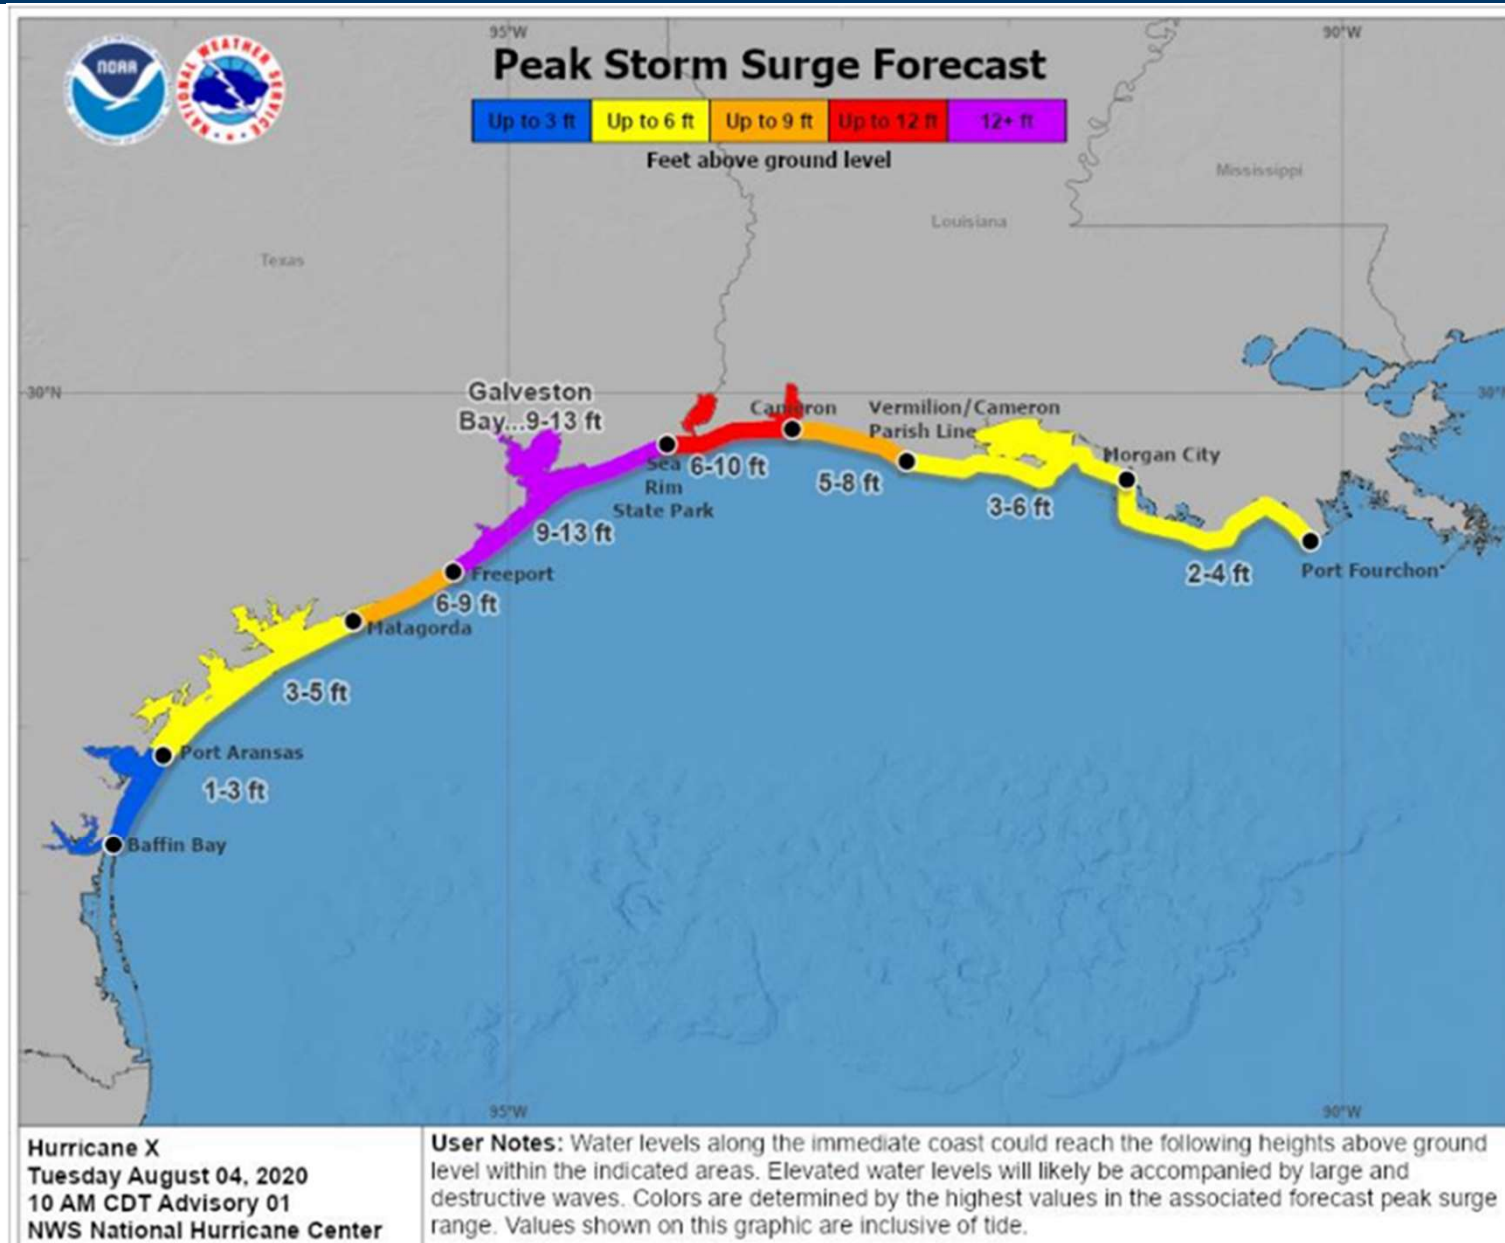 95°W
90°W
NOAA
NATIONAL WEATHER SERVICE
Peak Storm Surge Forecast
Up to 3 ft Up to 6 ft Up to 9 ft Up to 12 ft 12+ ft
Feet above ground level
Mississippi
Louisiana
Texas
30°N
Galveston
Bay...9-13 ft
Cameron
Vermilion/Cameron
Parish Line
Morgan City
Sea
Rim
State Park
6-10 ft
5-8 ft
3-6 ft
9-13 ft
2-4 ft
Port Fourchon
Freeport
6-9 ft
Matagorda
3-5 ft
Port Aransas
1-3 ft
Baffin Bay
95°W
90°W
Hurricane X
Tuesday August 04, 2020
10 AM CDT Advisory 01
NWS National Hurricane Center
User Notes: Water levels along the immediate coast could reach the following heights above ground
level within the indicated areas. Elevated water levels will likely be accompanied by large and
destructive waves. Colors are determined by the highest values in the associated forecast peak surge
range. Values shown on this graphic are inclusive of tide.